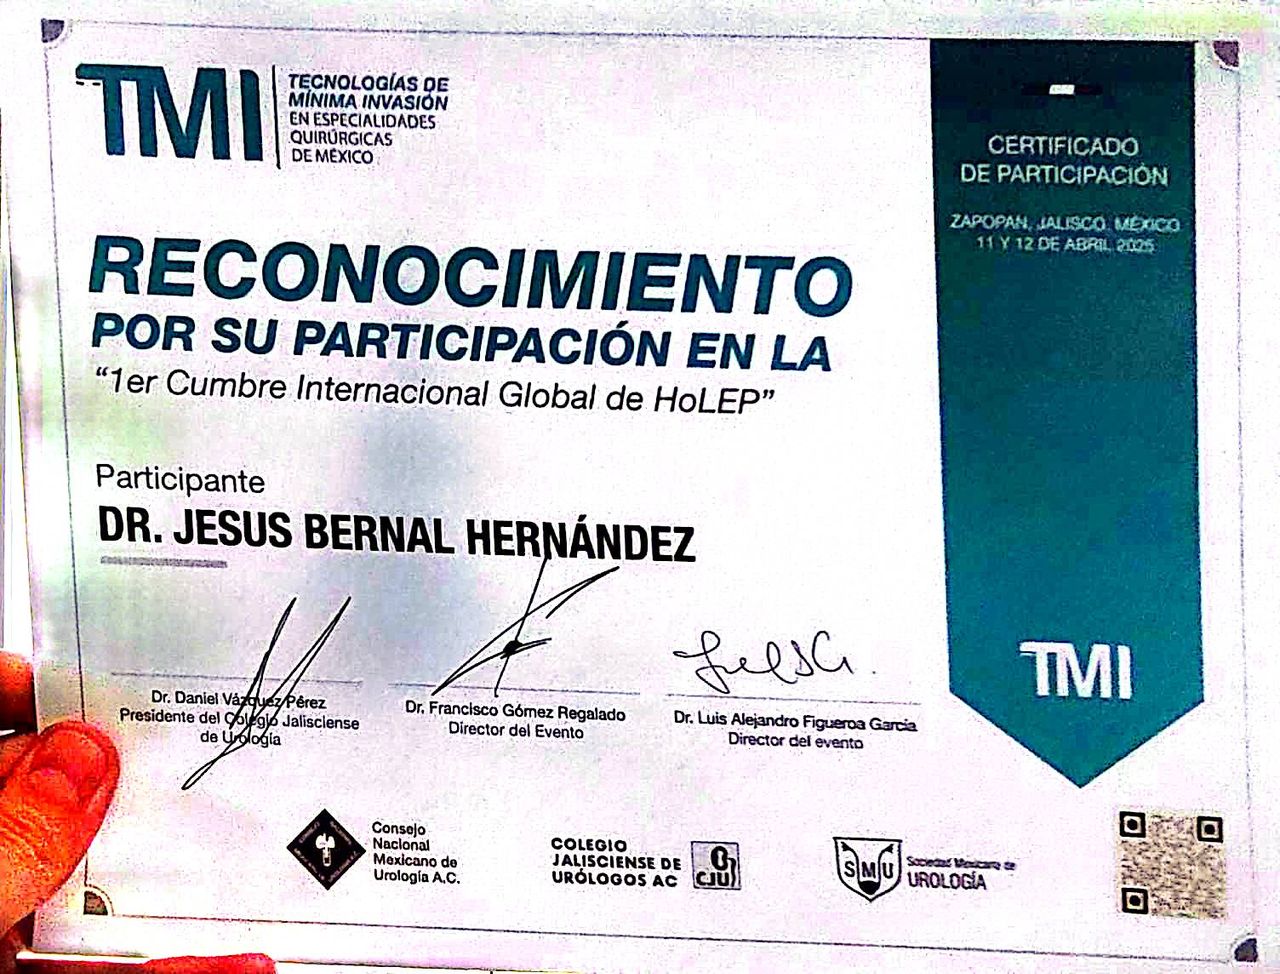 TMI
TECNOLOGÍAS DE
MÍNIMA INVASIÓN
EN ESPECIALIDADES
QUIRÚRGICAS
DE MÉXICO
CERTIFICADO
DE PARTICIPACIÓN
ZAPOPAN, JALISCO, MÉXICO
11 Y 12 DE ABRIL 2025
RECONOCIMIENTO
POR SU PARTICIPACIÓN EN LA
“1er Cumbre Internacional Global de HoLEP”
Participante
DR. JESUS BERNAL HERNÁNDEZ
Dr. Daniel Vázquez Pérez
Presidente del Colegio Jalisciense
de Urología
Dr. Francisco Gómez Regalado
Director del Evento
Dr. Luis Alejandro Figueroa García
Director del evento
TMI
Consejo
Nacional
Mexicano de
Urología A.C.
COLEGIO
JALISCIENSE DE
URÓLOGOS AC
CJU
SMU
Sociedad Mexicana de
UROLOGÍA